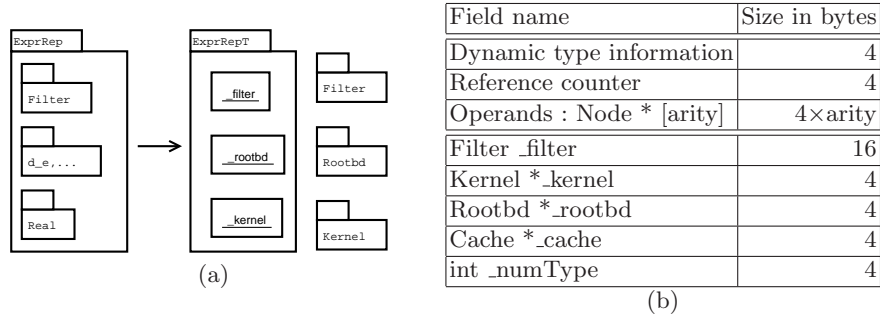 ExprRep
Filter
d_e,...
Real
ExprRepT
_filter
_rootbd
_kernel
Filter
Rootbd
Kernel
(a)
Field name Size in bytes
Dynamic type information 4
Reference counter 4
Operands : Node * [arity] 4×arity
Filter _filter 16
Kernel *_kernel 4
Rootbd *_rootbd 4
Cache *_cache 4
int _numType 4
(b)